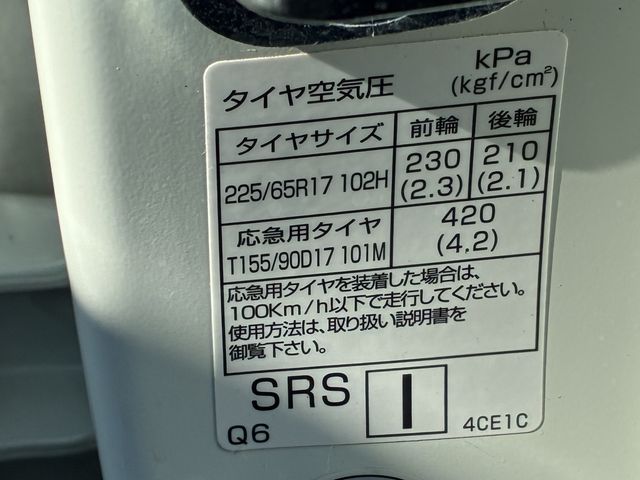 kPa
タイヤ空気圧 (kgf/cm²)
タイヤサイズ 前輪 後輪
225/65R17 102H 230 (2.3) 210 (2.1)
応急用タイヤ 420
T155/90D17 101M (4.2)
応急用タイヤを装着した場合は、
100Km/h以下で走行してください。
使用方法は、取り扱い説明書を
御覧下さい。
SRS I
Q6 4CE1C